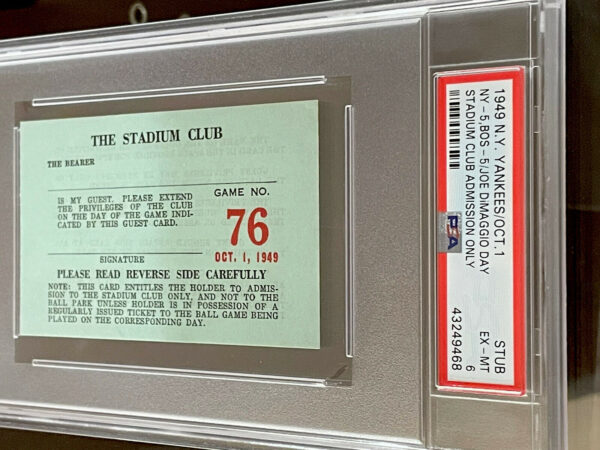 THE STADIUM CLUB
THE BEARER
IS MY GUEST. PLEASE EXTEND
THE PRIVILEGES OF THE CLUB
ON THE DAY OF THE GAME INDI-
CATED BY THIS GUEST CARD.
GAME NO.
76
OCT. 1, 1949
SIGNATURE
PLEASE READ REVERSE SIDE CAREFULLY
NOTE: THIS CARD ENTITLES THE HOLDER TO ADMIS-
SION TO THE STADIUM CLUB ONLY, AND NOT TO THE
BALL PARK UNLESS HOLDER IS IN POSSESSION OF A
REGULARLY ISSUED TICKET TO THE BALL GAME BEING
PLAYED ON THE CORRESPONDING DAY.
1949 N.Y. YANKEES/OCT. 1 STUB
NY-5,BOS-5/JOE DIMAGGIO DAY EX-MT
STADIUM CLUB ADMISSION ONLY 6
PSA 43249468